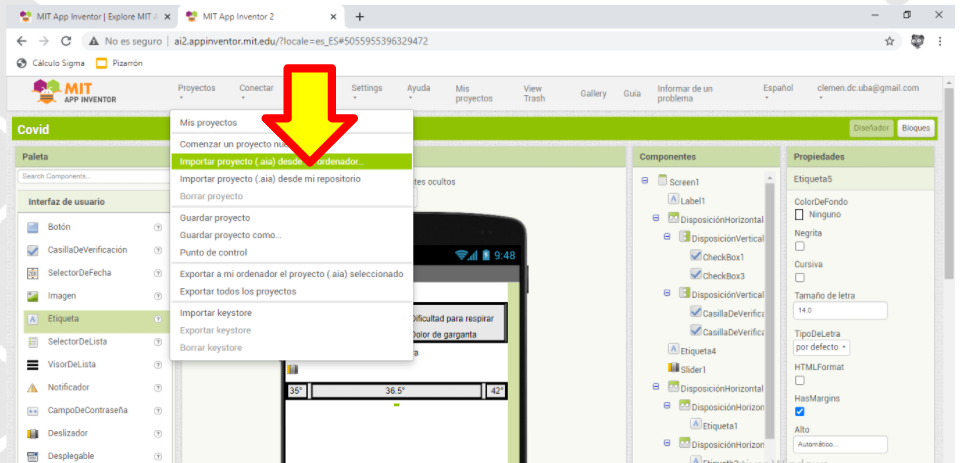 MIT App Inventor | Explore MIT A
MIT App Inventor 2
No es seguro | ai2.appinventor.mit.edu/?locale=es_ES#5055955396329472
Cálculo Sigma
Pizarrón
MIT
APP INVENTOR
Proyectos
Conectar
Settings
Ayuda
Mis proyectos
View Trash
Gallery
Guia
Informar de un problema
Español
clemen.dc.uba@gmail.com
Covid
Diseñador
Bloques
Paleta
Search Components...
Interfaz de usuario
Botón
CasillaDeVerificación
SelectorDeFecha
Imagen
Etiqueta
SelectorDeLista
VisorDeLista
Notificador
CampoDeContraseña
Deslizador
Desplegable
Mis proyectos
Comenzar un proyecto
Importar proyecto (.aia) desde ordenador...
Importar proyecto (.aia) desde mi repositorio
Borrar proyecto
Guardar proyecto
Guardar proyecto como...
Punto de control
Exportar a mi ordenador el proyecto (.aia) seleccionado
Exportar todos los proyectos
Importar keystore
Exportar keystore
Borrar keystore
ocultos
9:48
Dificultad para respirar
Dolor de garganta
35°
36.5°
42°
Componentes
Screen1
Label1
DisposiciónHorizontal
DisposiciónVertical
CheckBox1
CheckBox3
DisposiciónVertical
CasillaDeVerifica
CasillaDeVerifica
Etiqueta4
Slider1
DisposiciónHorizontal
DisposiciónHorizon
Etiqueta1
DisposiciónHorizon
Propiedades
Etiqueta5
ColorDeFondo
Ninguno
Negrita
Cursiva
Tamaño de letra
14.0
TipoDeLetra
por defecto
HTMLFormat
HasMargins
Alto
Automático...